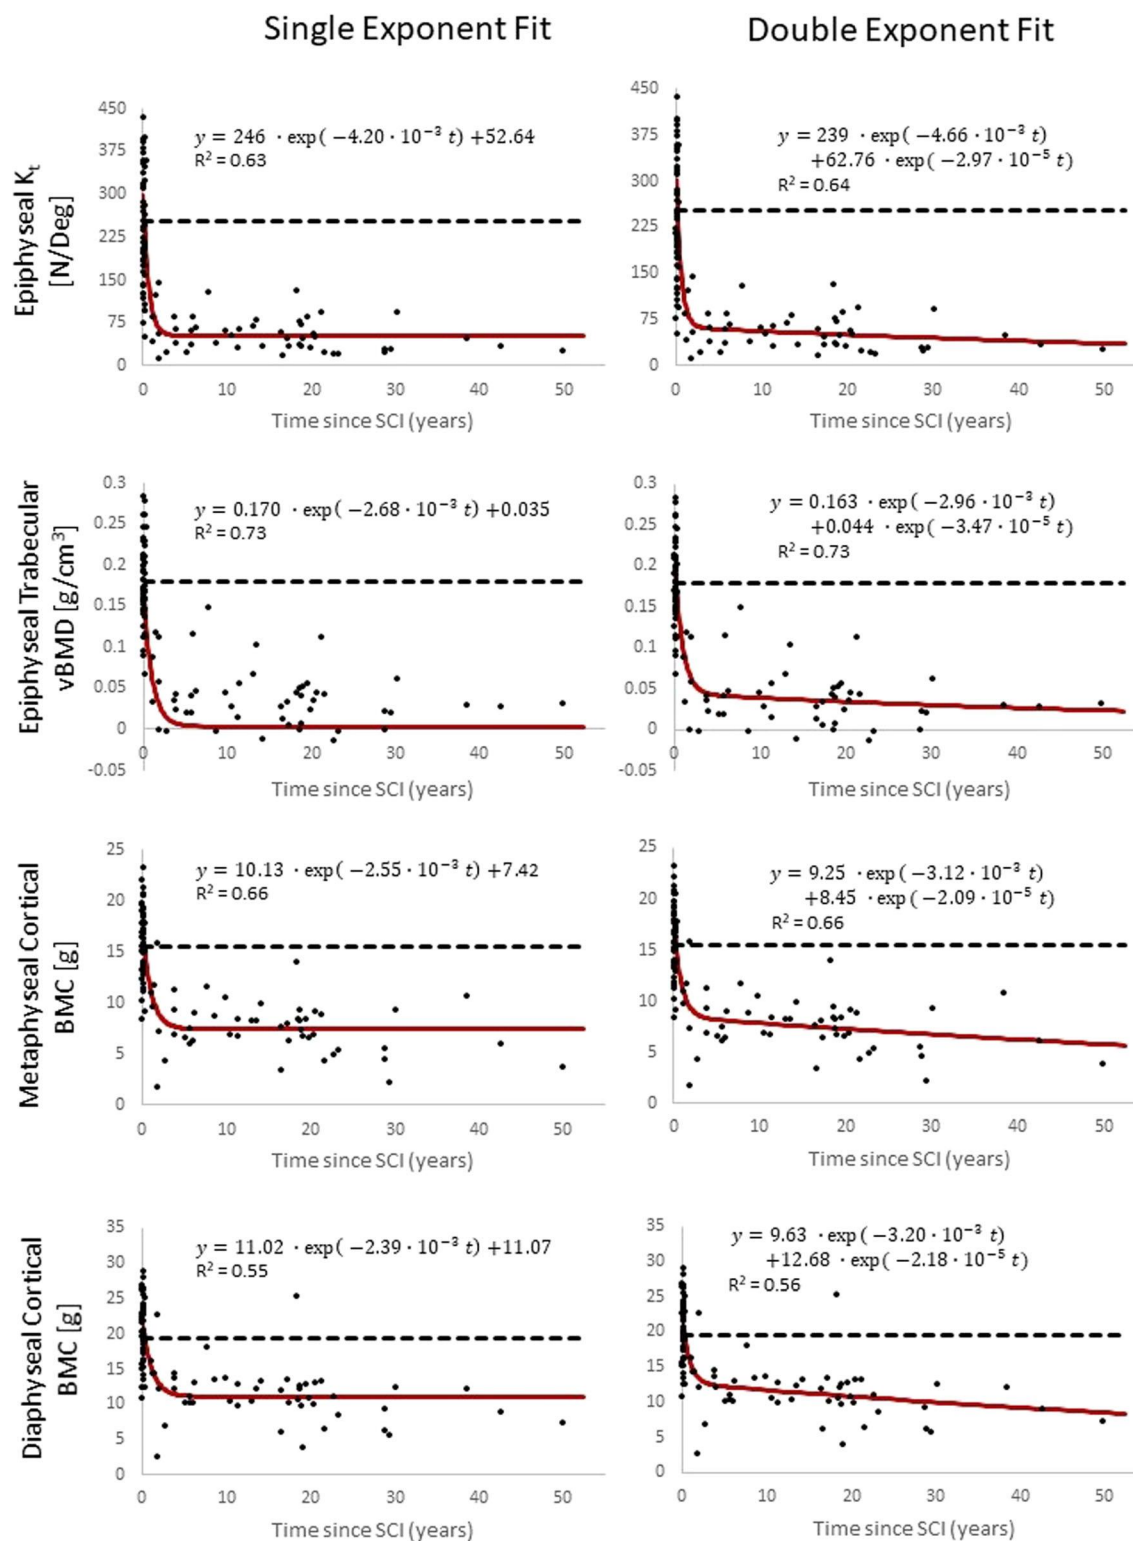 Single Exponent Fit
Double Exponent Fit
Epiphyseal Kt
[N/Deg]
450
375
300
225
150
75
0
y = 246 · exp( −4.20 · 10−3 t) +52.64
R2 = 0.63
0 10 20 30 40 50
Time since SCI (years)
450
375
300
225
150
75
0
y = 239 · exp( −4.66 · 10−3 t)
+62.76 · exp( −2.97 · 10−5 t)
R2 = 0.64
0 10 20 30 40 50
Time since SCI (years)
Epiphyseal Trabecular
vBMD [g/cm3]
0.3
0.25
0.2
0.15
0.1
0.05
0
-0.05
y = 0.170 · exp( −2.68 · 10−3 t) +0.035
R2 = 0.73
0 10 20 30 40 50
Time since SCI (years)
0.3
0.25
0.2
0.15
0.1
0.05
0
-0.05
y = 0.163 · exp( −2.96 · 10−3 t)
+0.044 · exp( −3.47 · 10−5 t)
R2 = 0.73
0 10 20 30 40 50
Time since SCI (years)
Metaphyseal Cortical
BMC [g]
25
20
15
10
5
0
y = 10.13 · exp( −2.55 · 10−3 t) +7.42
R2 = 0.66
0 10 20 30 40 50
Time since SCI (years)
25
20
15
10
5
0
y = 9.25 · exp( −3.12 · 10−3 t)
+8.45 · exp( −2.09 · 10−5 t)
R2 = 0.66
0 10 20 30 40 50
Time since SCI (years)
Diaphyseal Cortical
BMC [g]
35
30
25
20
15
10
5
0
y = 11.02 · exp( −2.39 · 10−3 t) +11.07
R2 = 0.55
0 10 20 30 40 50
Time since SCI (years)
35
30
25
20
15
10
5
0
y = 9.63 · exp( −3.20 · 10−3 t)
+12.68 · exp( −2.18 · 10−5 t)
R2 = 0.56
0 10 20 30 40 50
Time since SCI (years)